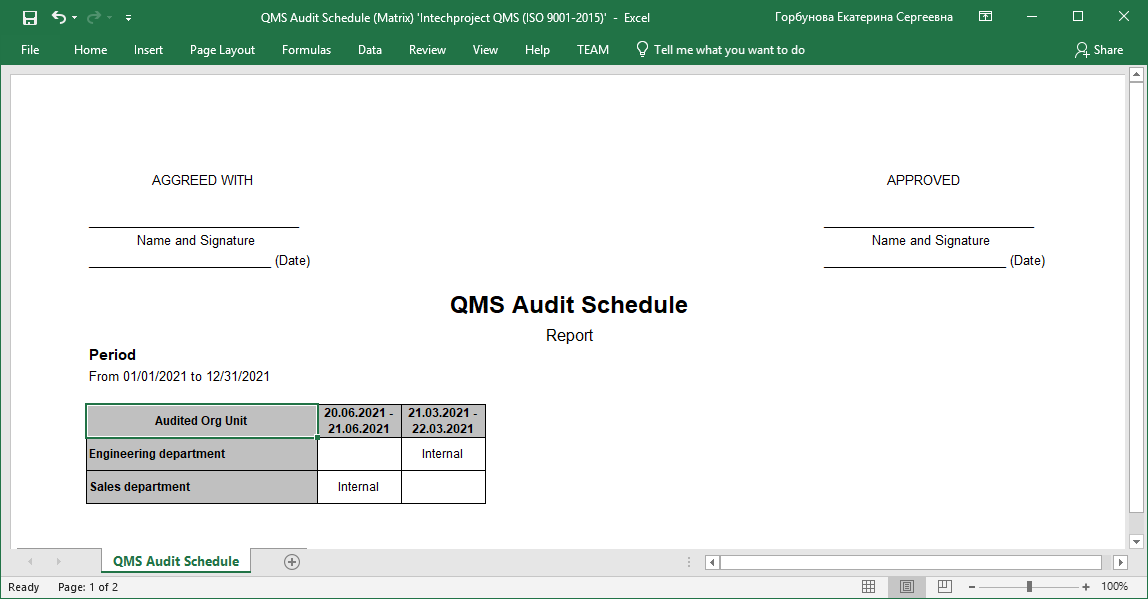 QMS Audit Schedule (Matrix) 'Intechproject QMS (ISO 9001-2015)' - Excel
Горбунова Екатерина Сергеевна
File Home Insert Page Layout Formulas Data Review View Help TEAM Tell me what you want to do Share
AGGREED WITH APPROVED
Name and Signature Name and Signature
(Date) (Date)
QMS Audit Schedule
Report
Period
From 01/01/2021 to 12/31/2021
Audited Org Unit 20.06.2021 - 21.03.2021 -
21.06.2021 22.03.2021
Engineering department Internal
Sales department Internal
QMS Audit Schedule
Ready Page: 1 of 2 100%